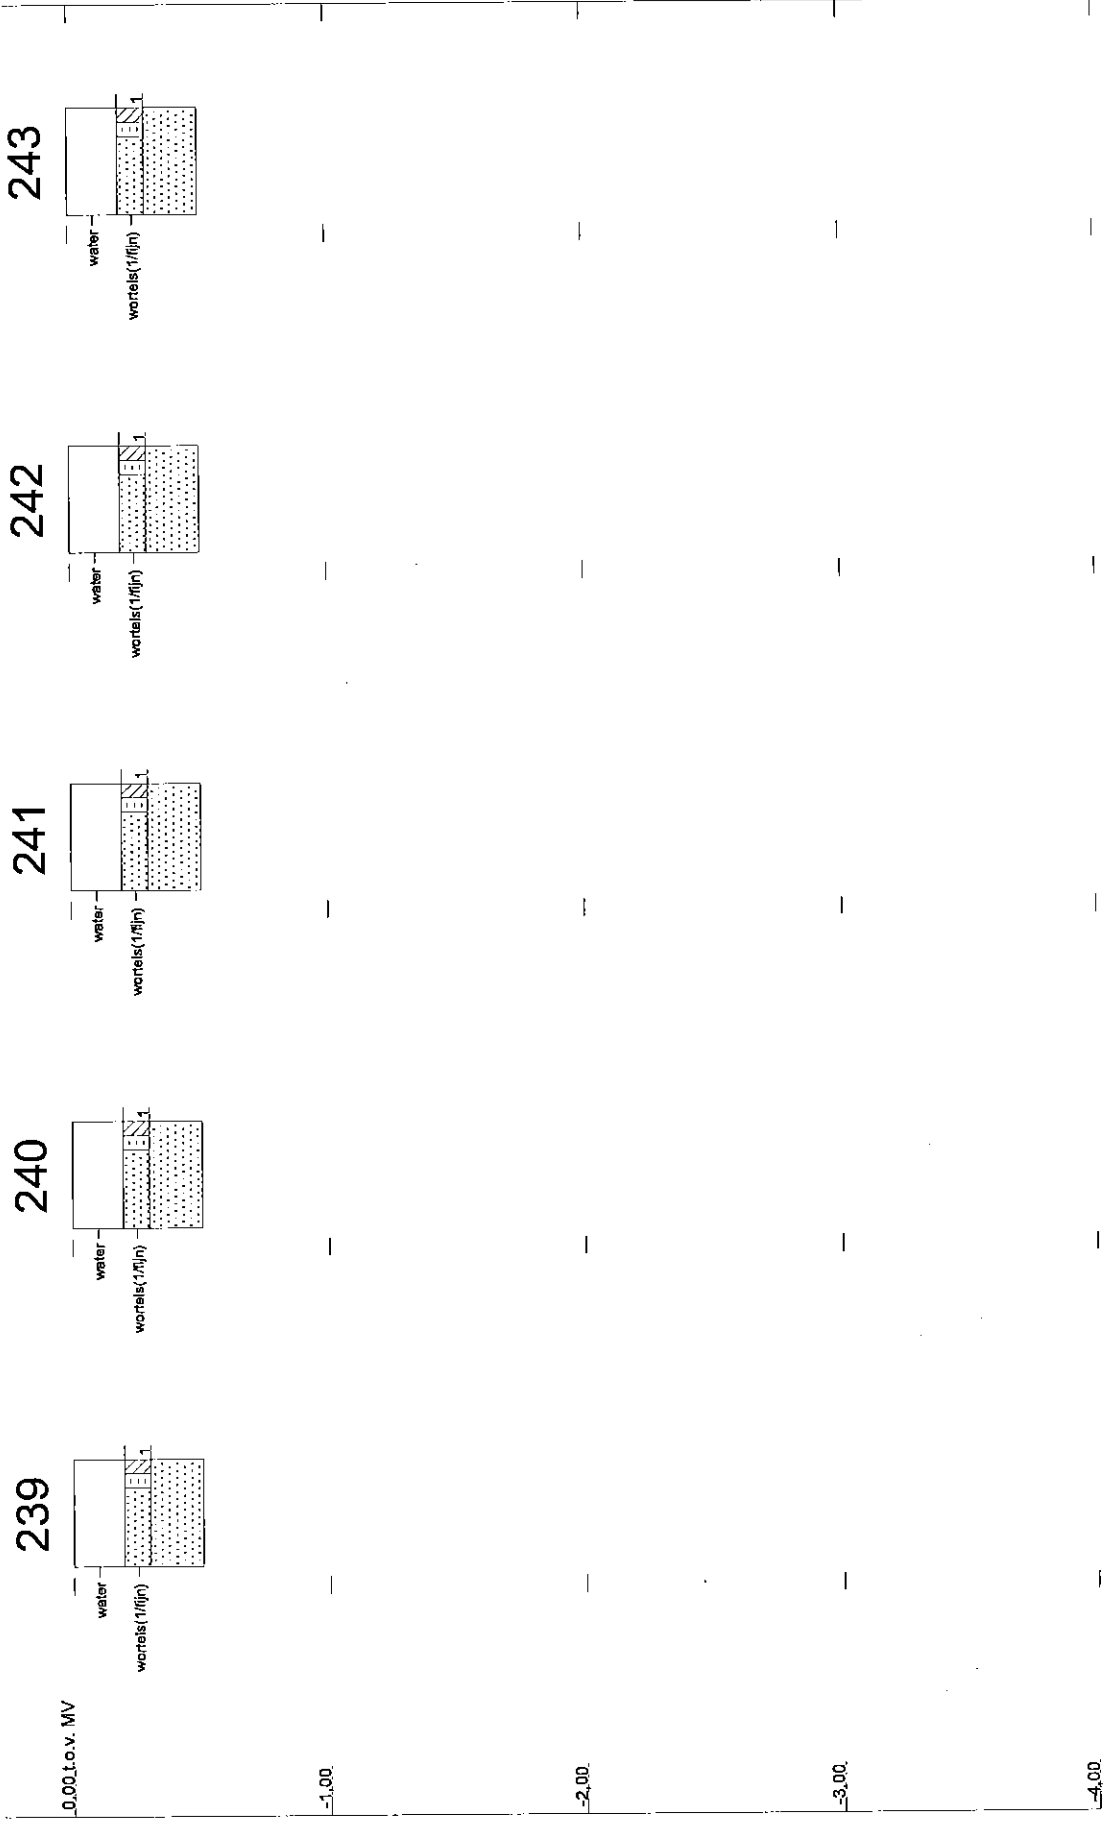 239
240
241
242
243
0,00 t.o.v. MV
water
wortels(1/fijn)
1
water
wortels(1/fijn)
1
water
wortels(1/fijn)
1
water
wortels(1/fijn)
1
water
wortels(1/fijn)
1
-1,00
-2,00
-3,00
-4,00